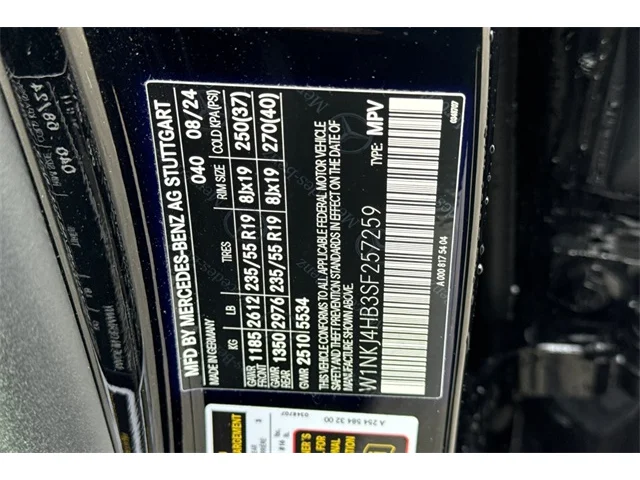 MFD BY MERCEDES-BENZ AG STUTTGART
IN GERMANY 040 08/24
KG LB TIRES RIM SIZE COLD KPA (PSI)
GAWR FRONT 1185 2612 235/55 R19 8Jx19 250(37)
GAWR REAR 1350 2976 235/55 R19 8Jx19 270(40)
GVWR 2510 5534
THIS VEHICLE CONFORMS TO ALL APPLICABLE FEDERAL MOTOR VEHICLE
SAFETY AND THEFT PREVENTION STANDARDS IN EFFECT ON THE DATE OF
MANUFACTURE SHOWN ABOVE.
W1NKJ4HB3SF257259 TYPE: MPV
A 000 817 54 04
A 254 584 32 00